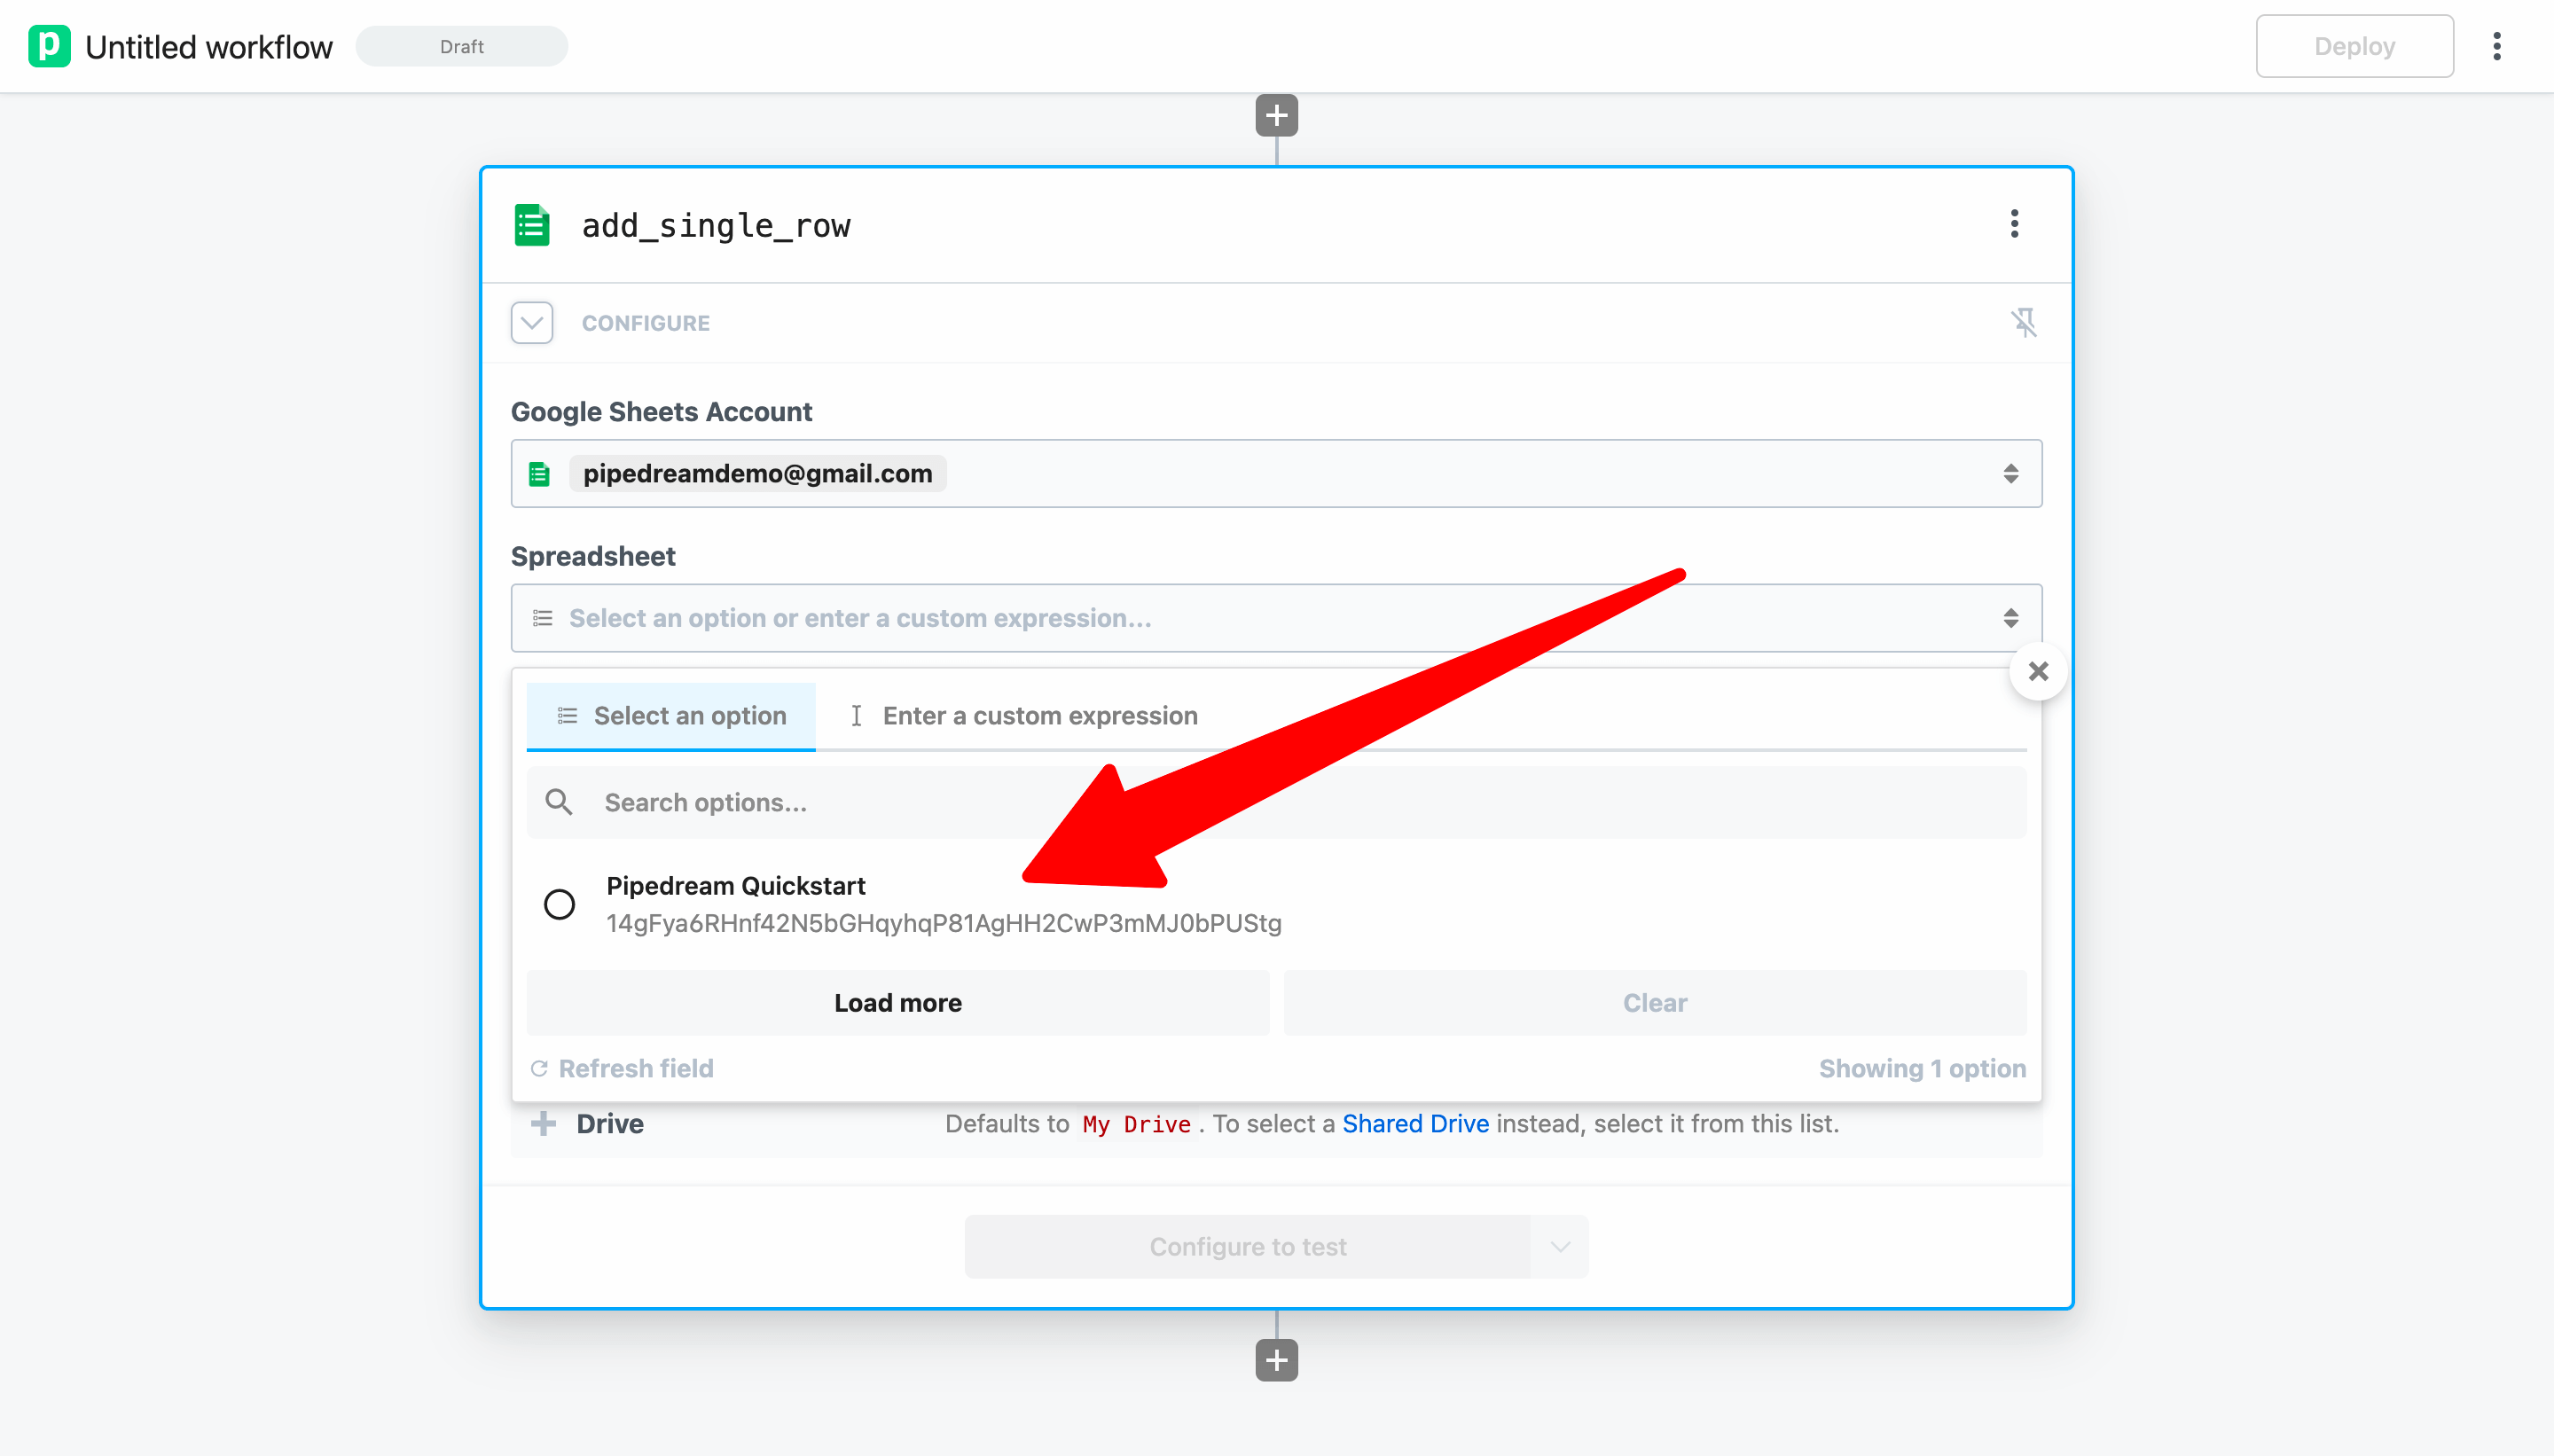 p Untitled workflow Draft Deploy
add_single_row
CONFIGURE
Google Sheets Account
pipedreamdemo@gmail.com
Spreadsheet
Select an option or enter a custom expression...
Select an option Enter a custom expression
Search options...
Pipedream Quickstart
14gFya6RHnf42N5bGHqyhqP81AgHH2CwP3mMJ0bPUStg
Load more Clear
Refresh field Showing 1 option
Drive Defaults to My Drive. To select a Shared Drive instead, select it from this list.
Configure to test